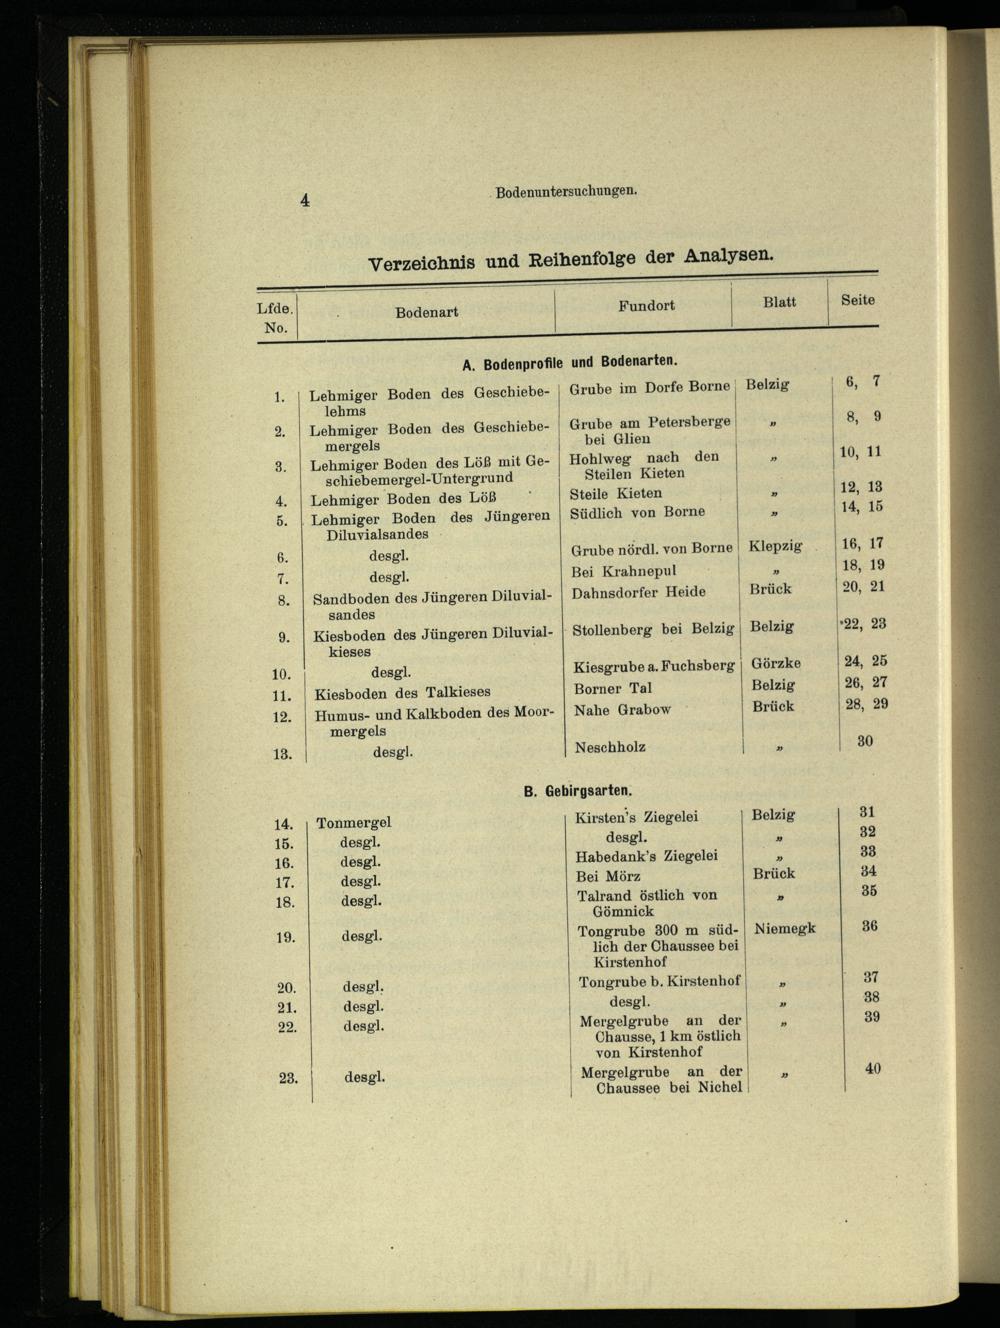 4
Bodenuntersuchungen.
Verzeichnis und Reihenfolge der Analysen.
Lfde. No. Bodenart Fundort Blatt Seite
A. Bodenprofile und Bodenarten.
1. Lehmiger Boden des Geschiebe- Grube im Dorfe Borne Belzig 6, 7
lehms
2. Lehmiger Boden des Geschiebe- Grube am Petersberge „ 8, 9
mergels bei Glien
3. Lehmiger Boden des Löß mit Ge- Hohlweg nach den „ 10, 11
schiebemergel-Untergrund Steilen Kieten
4. Lehmiger Boden des Löß Steile Kieten „ 12, 13
5. Lehmiger Boden des Jüngeren Südlich von Borne „ 14, 15
Diluvialsandes
6. desgl. Grube nördl. von Borne Klepzig 16, 17
7. desgl. Bei Krahnepul „ 18, 19
8. Sandboden des Jüngeren Diluvial- Dahnsdorfer Heide Brück 20, 21
sandes
9. Kiesboden des Jüngeren Diluvial- Stollenberg bei Belzig Belzig 22, 23
kieses
10. desgl. Kiesgrube a. Fuchsberg Görzke 24, 25
11. Kiesboden des Talkieses Borner Tal Belzig 26, 27
12. Humus- und Kalkboden des Moor- Nahe Grabow Brück 28, 29
mergels
13. desgl. Neschholz „ 30
B. Gebirgsarten.
14. Tonmergel Kirsten's Ziegelei Belzig 31
15. desgl. desgl. „ 32
16. desgl. Habedank's Ziegelei „ 33
17. desgl. Bei Mörz Brück 34
18. desgl. Talrand östlich von „ 35
Gömnick
19. desgl. Tongrube 300 m süd- Niemegk 36
lich der Chaussee bei
Kirstenhof
20. desgl. Tongrube b. Kirstenhof „ 37
21. desgl. desgl. „ 38
22. desgl. Mergelgrube an der „ 39
Chausse, 1 km östlich
von Kirstenhof
23. desgl. Mergelgrube an der „ 40
Chaussee bei Nichel